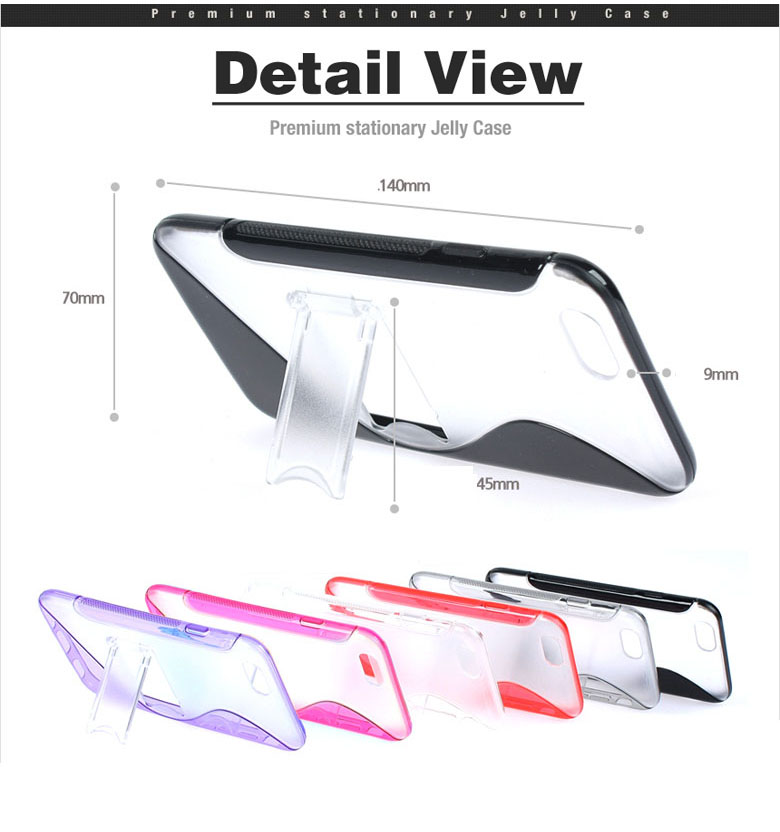 Premium stationary Jelly Case
Detail View
Premium stationary Jelly Case
.140mm
70mm
9mm
45mm